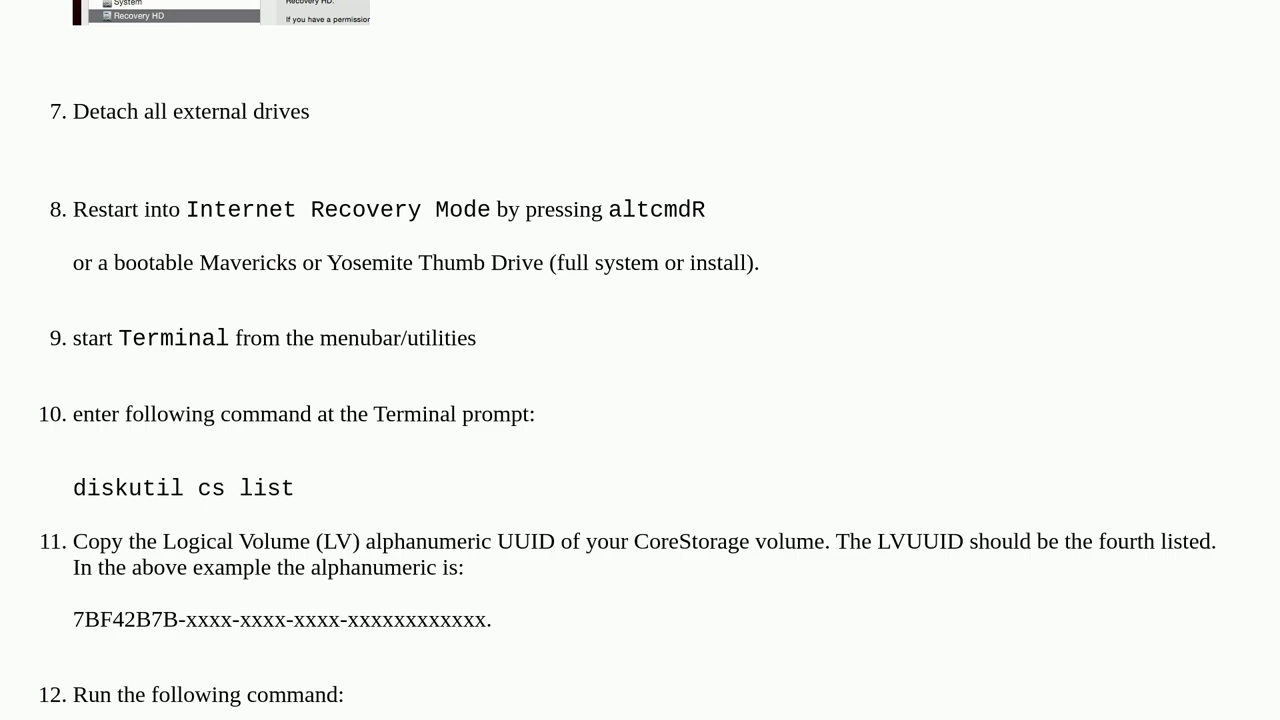 System
Recovery HD.
Recovery HD
If you have a permission
7. Detach all external drives
8. Restart into Internet Recovery Mode by pressing altcmdR
or a bootable Mavericks or Yosemite Thumb Drive (full system or install).
9. start Terminal from the menubar/utilities
10. enter following command at the Terminal prompt:
diskutil cs list
11. Copy the Logical Volume (LV) alphanumeric UUID of your CoreStorage volume. The LVUUID should be the fourth listed.
In the above example the alphanumeric is:
7BF42B7B-xxxx-xxxx-xxxx-xxxxxxxxxxxx.
12. Run the following command: